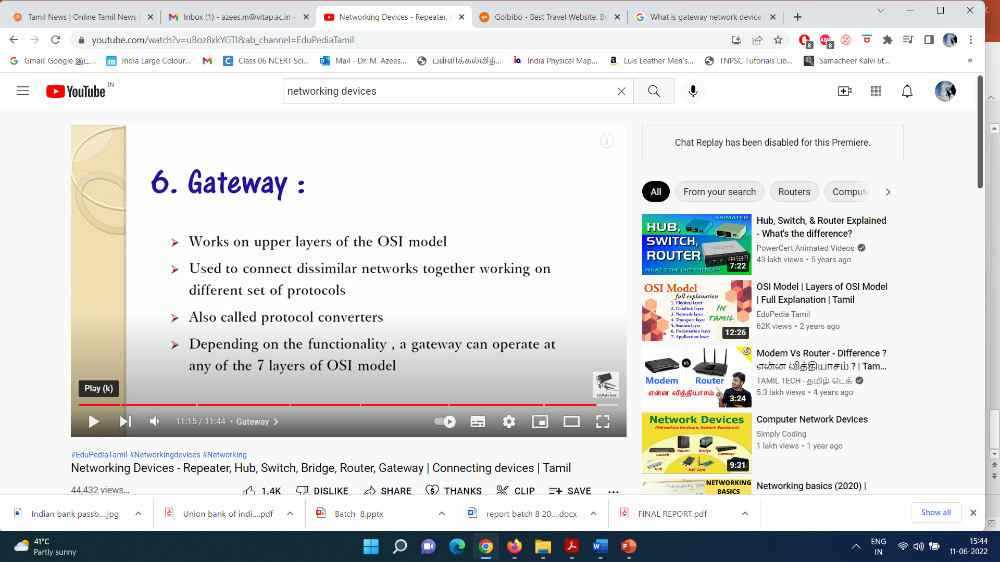 Tamil News | Online Tamil News |
Inbox (1) - azees.m@vitap.ac.in -
Networking Devices - Repeater, H
Goibibo - Best Travel Website. Bo
What is gateway network device?
youtube.com/watch?v=uBoz8xkYGTI&ab_channel=EduPediaTamil
8
ABP
8
Gmail: Google இட...
India Large Colour...
Class 06 NCERT Sci...
Mail - Dr. M. Azees...
பள்ளிக்கல்வித்...
India Physical Map...
Luis Leather Men's...
TNPSC Tutorials Lib...
Samacheer Kalvi 6t...
»
YouTube IN
networking devices
6. Gateway :
Works on upper layers of the OSI model
Used to connect dissimilar networks together working on
different set of protocols
Also called protocol converters
Depending on the functionality , a gateway can operate at
any of the 7 layers of OSI model
EduPedia Tamil
Play (k)
11:15 / 11:44 • Gateway
#EduPediaTamil #Networkingdevices #Networking
Networking Devices - Repeater, Hub, Switch, Bridge, Router, Gateway | Connecting devices | Tamil
44,432 views...
1.4K
DISLIKE
SHARE
THANKS
CLIP
SAVE
Chat Replay has been disabled for this Premiere.
All
From your search
Routers
Compute
ANIMATED
HUB,
SWITCH,
ROUTER
ROUTER
WHAT'S THE DIFFERENCE?
7:22
Hub, Switch, & Router Explained
- What's the difference?
PowerCert Animated Videos
43 lakh views • 5 years ago
OSI Model
full explanation
1. Physical layer
2. Datalink layer
3. Network layer
4. Transport layer
5. Session layer
6. Presentation layer
7. Application layer
IN
TAMIL
12:26
OSI Model | Layers of OSI Model
| Full Explanation | Tamil
EduPedia Tamil
62K views • 2 years ago
VS
Modem
Router
என்ன வித்தியாசம்
3:24
Modem Vs Router - Difference ?
என்ன வித்தியாசம் ? | Tam...
TAMIL TECH - தமிழ் டெக்
5.3 lakh views • 4 years ago
Network Devices
(Networking Hardware, Network Equipment)
Router
Bridge
Switch
Gateway
Hub
NIC Card
9:31
Computer Network Devices
Simply Coding
1 lakh views • 1 year ago
NETWORKING
BASICS
Networking basics (2020) |
Indian bank passb....jpg
Union bank of indi....pdf
Batch 8.pptx
report batch 8 20....docx
FINAL REPORT.pdf
Show all
41°C
Partly sunny
ENG
IN
15:44
11-06-2022